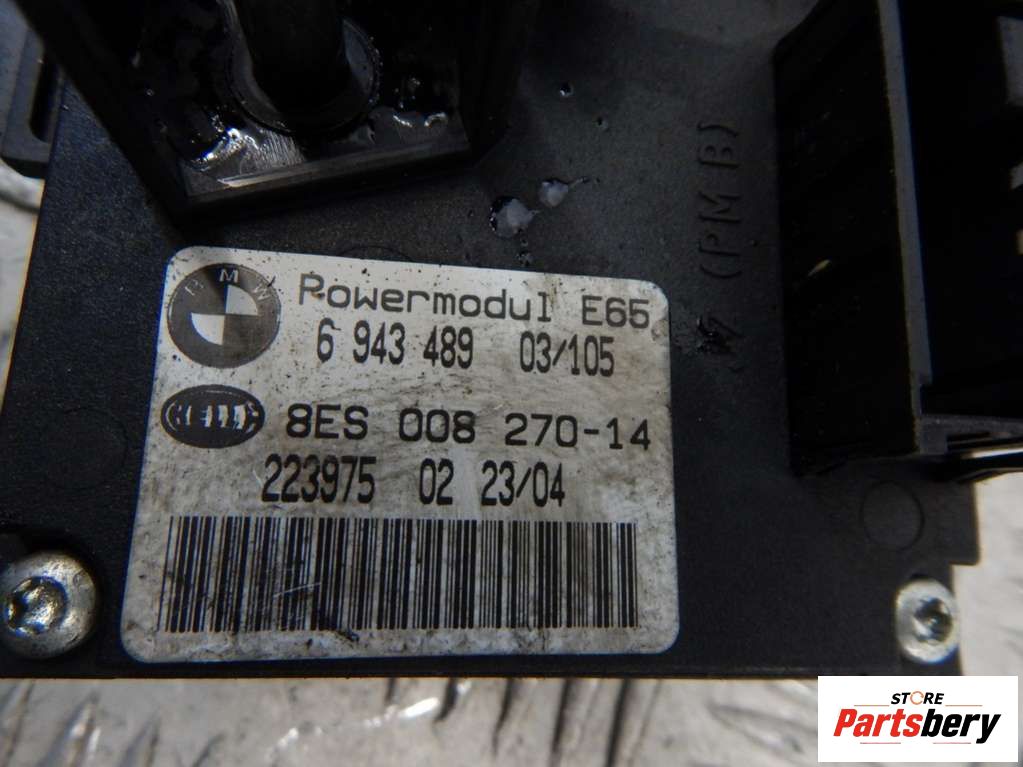 (PMB)
BMW
Powermodul E65
6 943 489 03/105
HELLA
8ES 008 270-14
223975 02 23/04
STORE
Partsbery